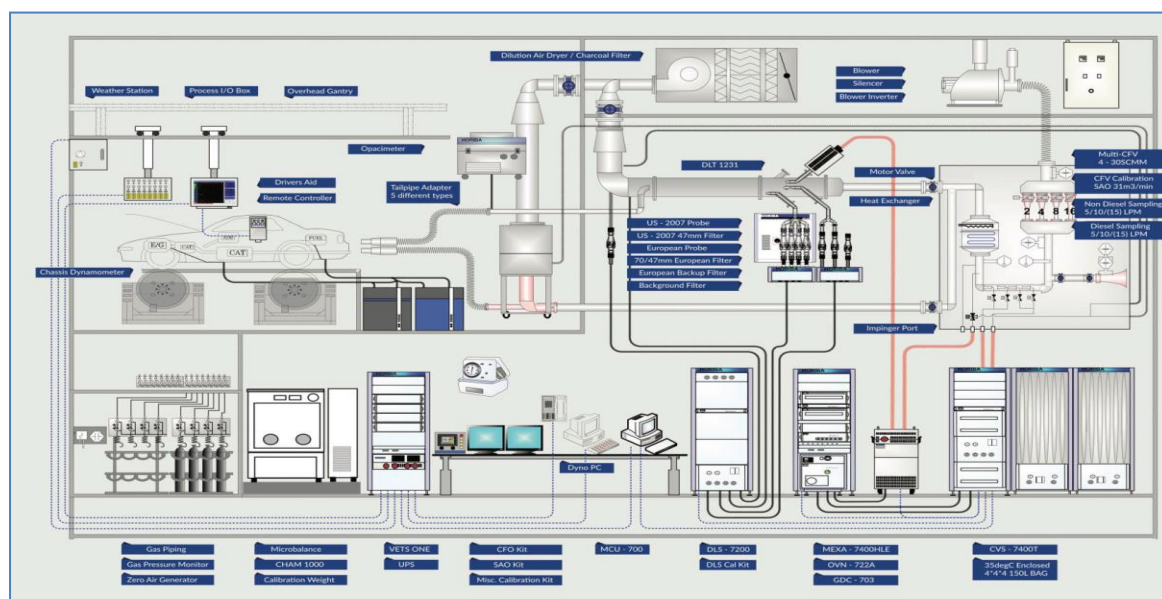 Dilution Air Dryer / Charcoal Filter
Blower
Silencer
Blower Inverter
Weather Station
Process I/O Box
Overhead Gantry
Opacimeter
HORIBA
Drivers Aid
Remote Controller
Tailpipe Adapter
5 different types
DLT 1231
Motor Valve
Heat Exchanger
Multi-CFV
4 - 30SCMM
CFV Calibration
SAO 31m3/min
Non Diesel Sampling
5/10/(15) LPM
Diesel Sampling
5/10/(15) LPM
2 4 8 16
US - 2007 Probe
US - 2007 47mm Filter
European Probe
70/47mm European Filter
European Backup Filter
Background Filter
E/G
CAT
CAT
FUEL
Chassis Dynamometer
Impinger Port
Dyno PC
Gas Piping
Gas Pressure Monitor
Zero Air Generator
Microbalance
CHAM 1000
Calibration Weight
VETS ONE
UPS
CFO Kit
SAO Kit
Misc. Calibration Kit
MCU - 700
DLS - 7200
DLS Cal Kit
MEXA - 7400HLE
OVN - 722A
GDC - 703
CVS - 7400T
35degC Enclosed
4*4*4 150L BAG